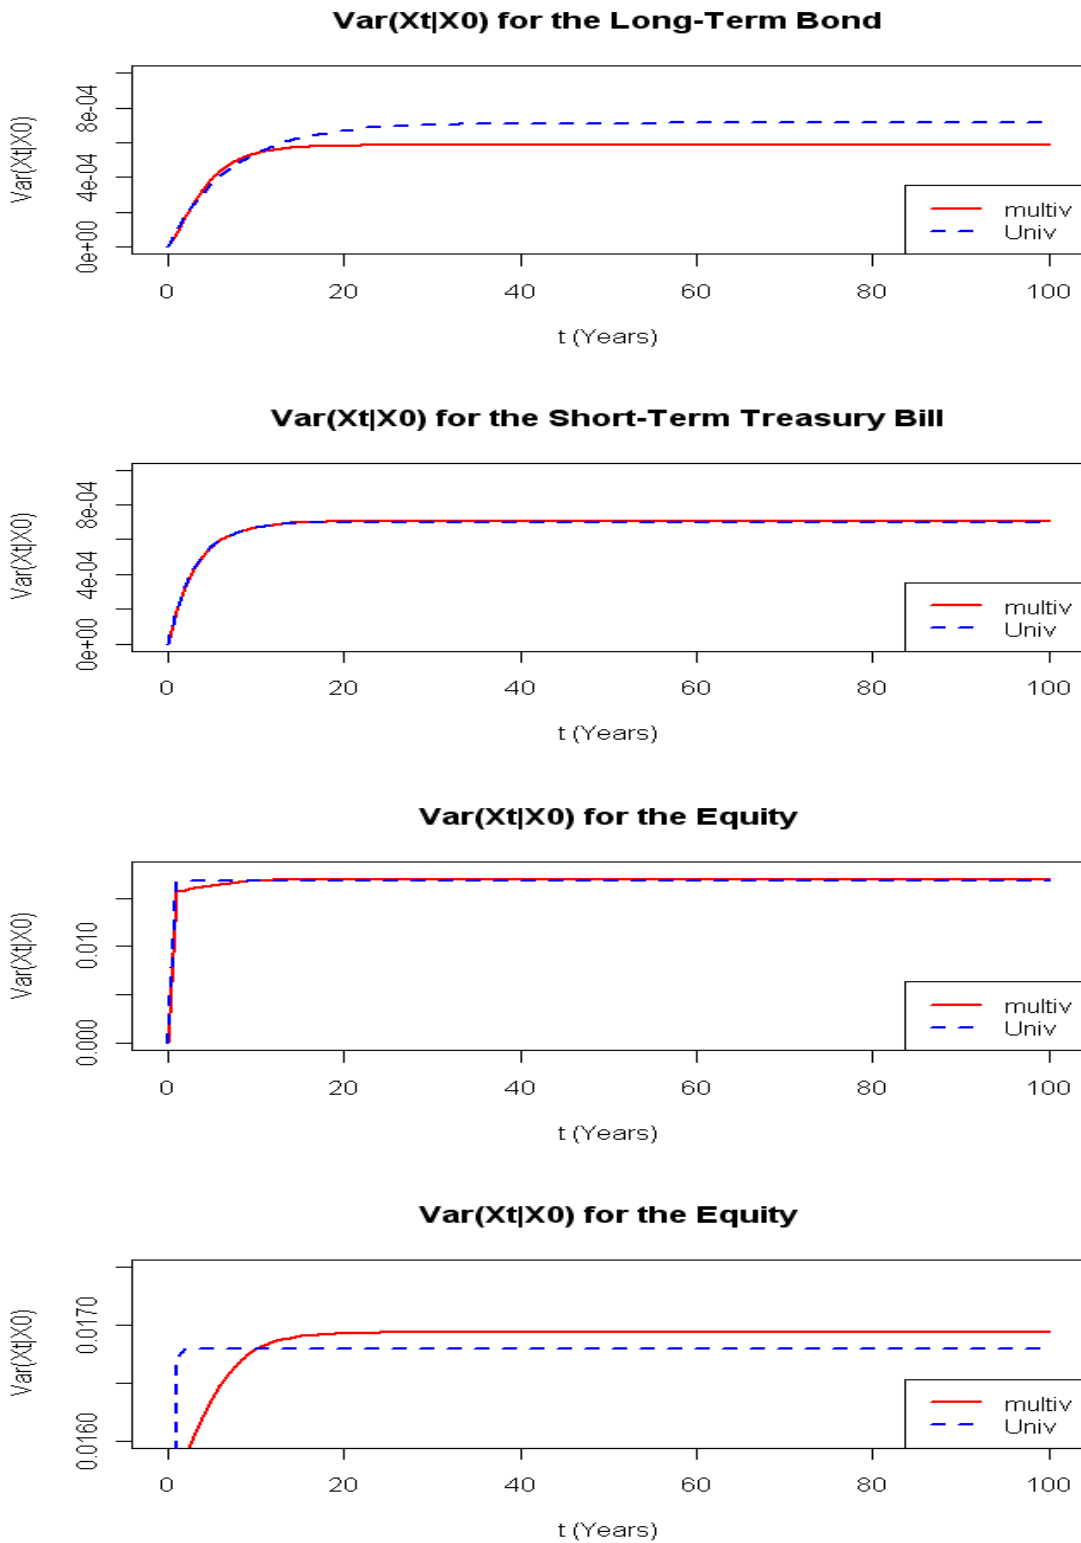 Var(Xt|X0) for the Long-Term Bond
Var(Xt|X0)
8e-04
4e-04
0e+00
multiv
Univ
0 20 40 60 80 100
t (Years)
Var(Xt|X0) for the Short-Term Treasury Bill
Var(Xt|X0)
8e-04
4e-04
0e+00
multiv
Univ
0 20 40 60 80 100
t (Years)
Var(Xt|X0) for the Equity
Var(Xt|X0)
0.010
0.000
multiv
Univ
0 20 40 60 80 100
t (Years)
Var(Xt|X0) for the Equity
Var(Xt|X0)
0.0170
0.0160
multiv
Univ
0 20 40 60 80 100
t (Years)